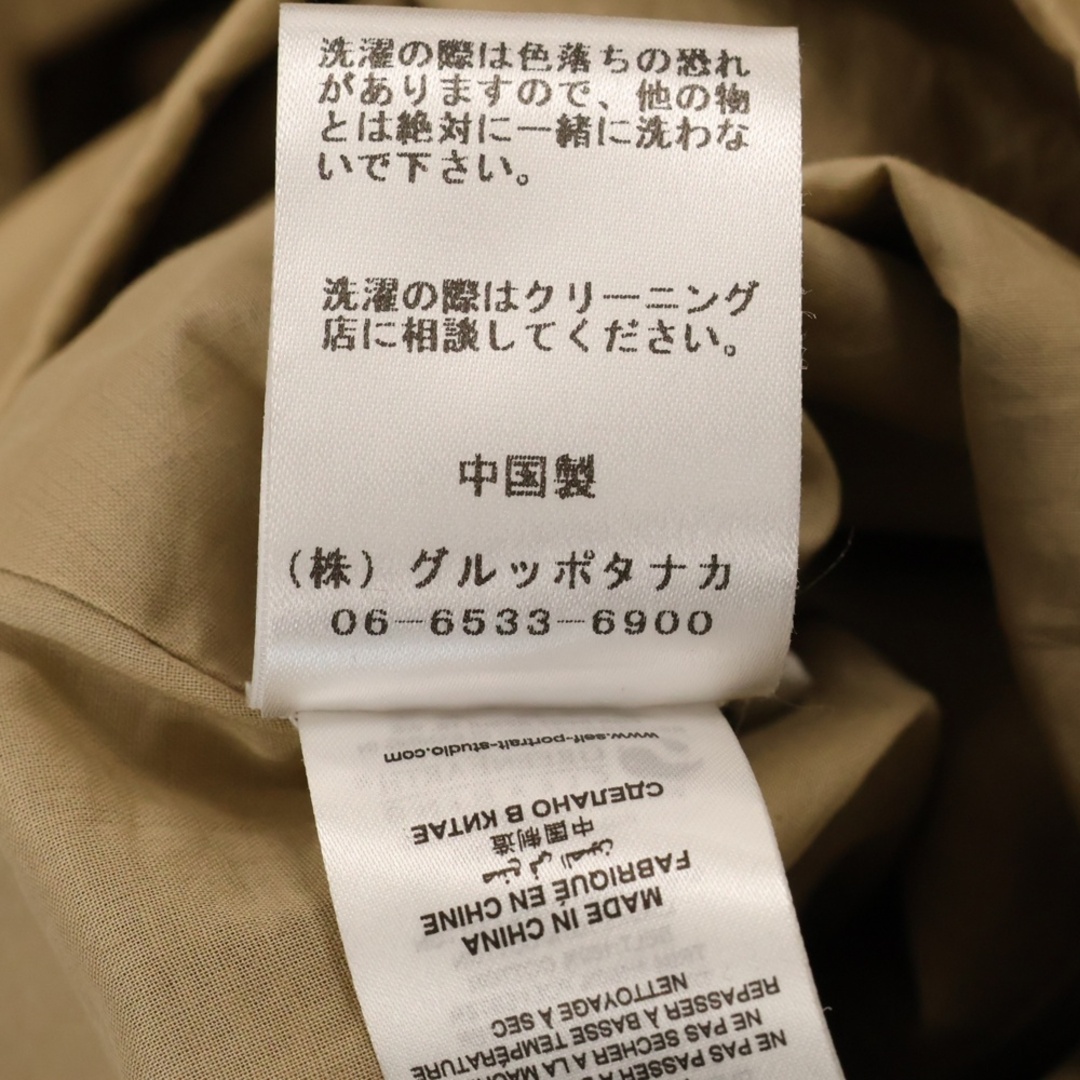 洗濯の際は色落ちの恐れ
がありますので、他の物
とは絶対に一緒に洗わな
いで下さい。
洗濯の際はクリーニング
店に相談してください。
中国製
(株)グルッポタナカ
06-6533-6900
NE PAS PASSER À
NE PAS SECHER A LA
REPASSER À BASSE TEMPÉRATURE
NETTOYAGE À SEC
MADE IN CHINA
FABRIQUÉ EN CHINE
中国制造
СДЕЛАНО В КИТАЕ
www.self-portrait-studio.com